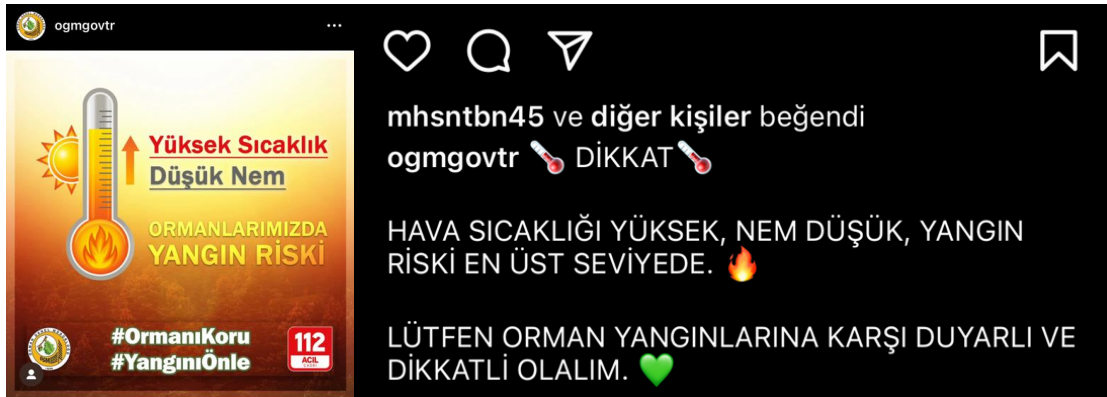 ogmgovtr
Yüksek Sıcaklık
Düşük Nem
ORMANLARIMIZDA
YANGIN RİSKİ
#OrmanıKoru
#YangınıÖnle
112
ACİL
ÇAĞRI
mhsntbn45 ve diğer kişiler beğendi
ogmgovtr 🌡️ DİKKAT🌡️
HAVA SICAKLIĞI YÜKSEK, NEM DÜŞÜK, YANGIN
RİSKİ EN ÜST SEVİYEDE. 🔥
LÜTFEN ORMAN YANGINLARINA KARŞI DUYARLI VE
DİKKATLİ OLALIM. 💚